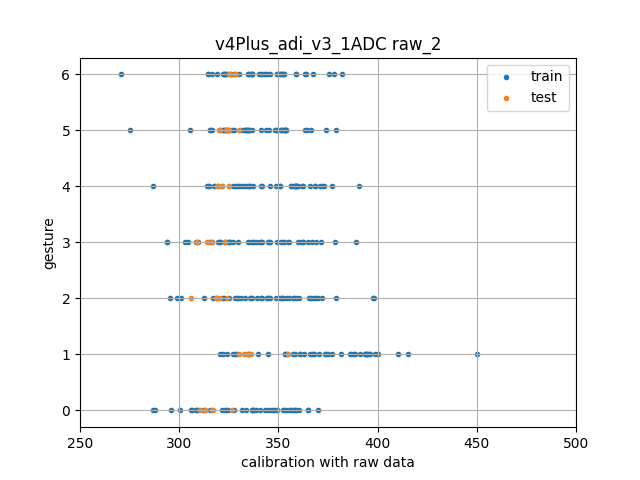 v4Plus_adi_v3_1ADC raw_2
train
test
6
5
4
3
2
1
0
gesture
250 300 350 400 450 500
calibration with raw data